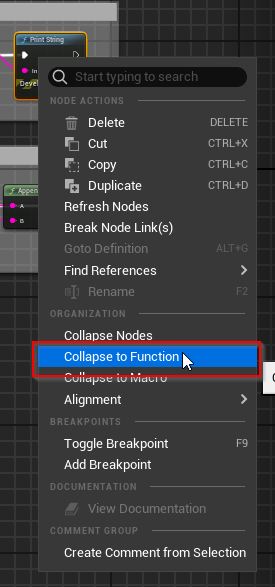 Print String
In
Devel
Start typing to search
NODE ACTIONS
Delete DELETE
Cut CTRL+X
Copy CTRL+C
Duplicate CTRL+D
Refresh Nodes
Break Node Link(s)
Goto Definition ALT+G
Find References
Rename F2
Append
A
B
ORGANIZATION
Collapse Nodes
Collapse to Function
Collapse to Macro
Alignment
BREAKPOINTS
Toggle Breakpoint F9
Add Breakpoint
DOCUMENTATION
View Documentation
COMMENT GROUP
Create Comment from Selection